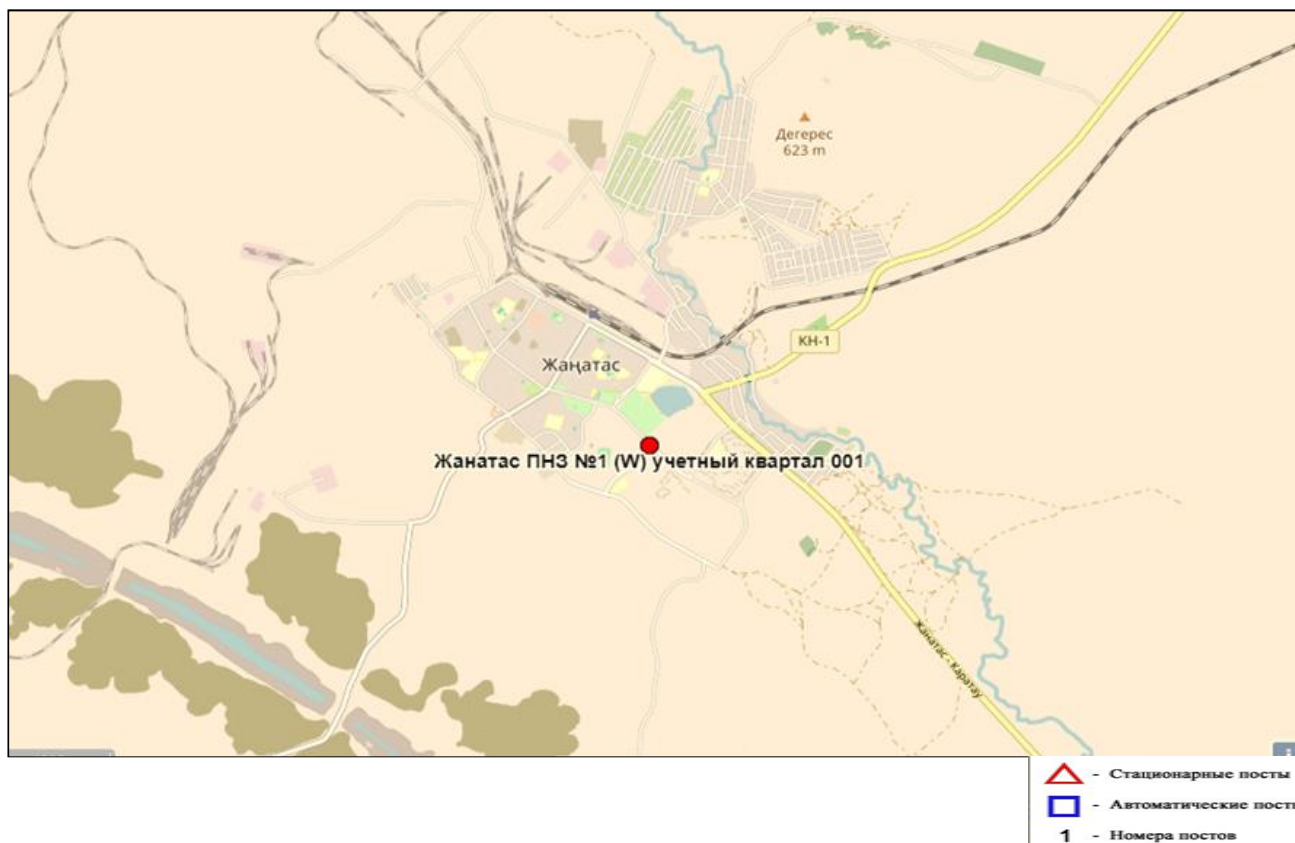 Дегерес
623 m
КН-1
Жаңатас
Жанатас ПНЗ №1 (W) учетный квартал 001
Жанатас - Каратау
- Стационарные посты
- Автоматические посты
1 - Номера постов